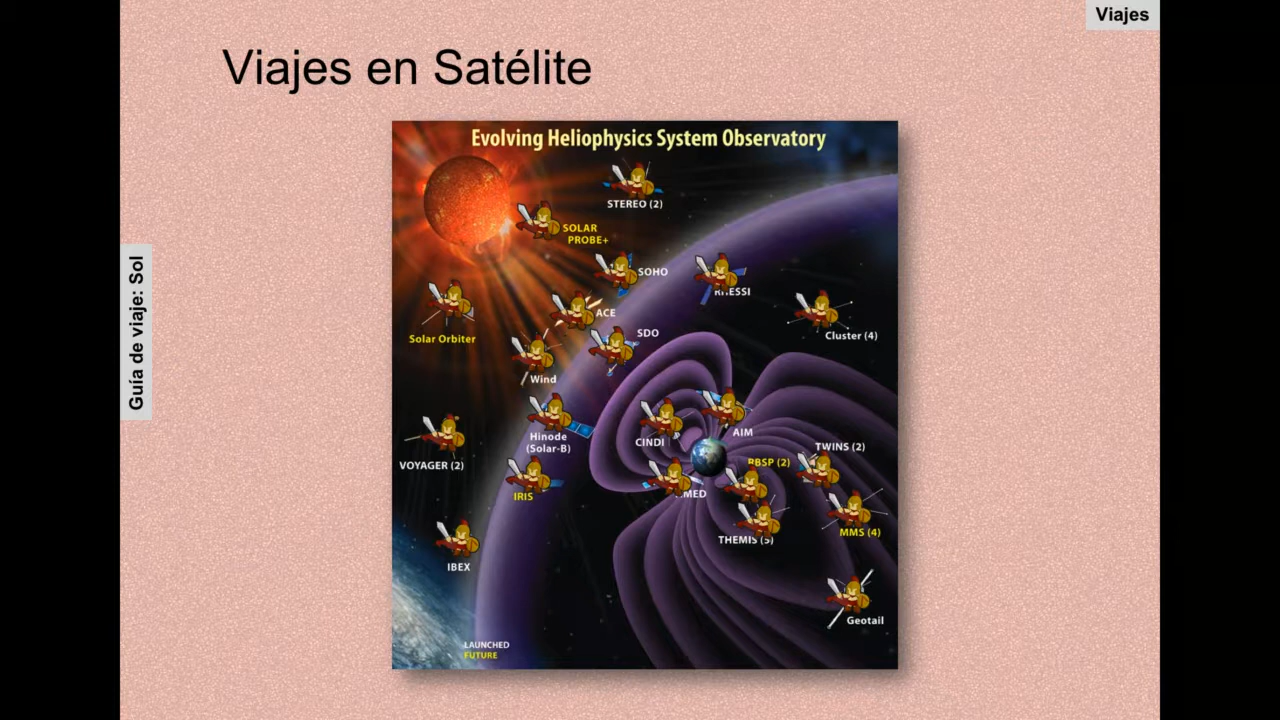 Viajes
Viajes en Satélite
Guía de viaje: Sol
Evolving Heliophysics System Observatory
STEREO (2)
SOLAR
PROBE+
SOHO
RHESSI
ACE
Cluster (4)
Solar Orbiter
SDO
Wind
Hinode
(Solar-B)
CINDI
AIM
TWINS (2)
VOYAGER (2)
RBSP (2)
IRIS
MED
MMS (4)
THEMIS (5)
IBEX
Geotail
LAUNCHED
FUTURE